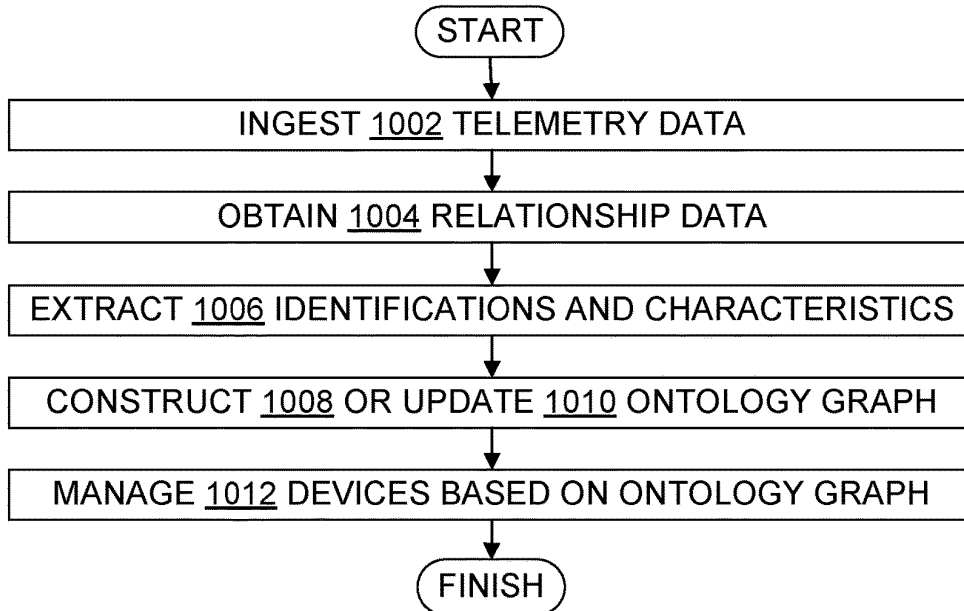 START
INGEST 1002 TELEMETRY DATA
OBTAIN 1004 RELATIONSHIP DATA
EXTRACT 1006 IDENTIFICATIONS AND CHARACTERISTICS
CONSTRUCT 1008 OR UPDATE 1010 ONTOLOGY GRAPH
MANAGE 1012 DEVICES BASED ON ONTOLOGY GRAPH
FINISH